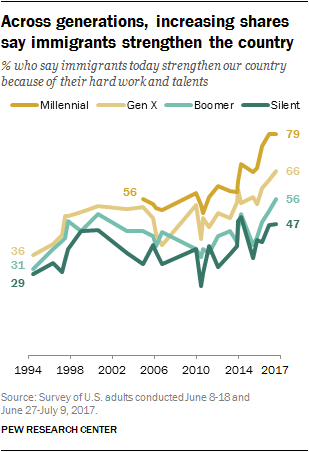 Across generations, increasing shares
say immigrants strengthen the country
% who say immigrants today strengthen our country
because of their hard work and talents
Millennial Gen X Boomer Silent
79
56
66
56
47
36
31
29
1994 1998 2002 2006 2010 2014 2017
Source: Survey of U.S. adults conducted June 8-18 and
June 27-July 9, 2017.
PEW RESEARCH CENTER